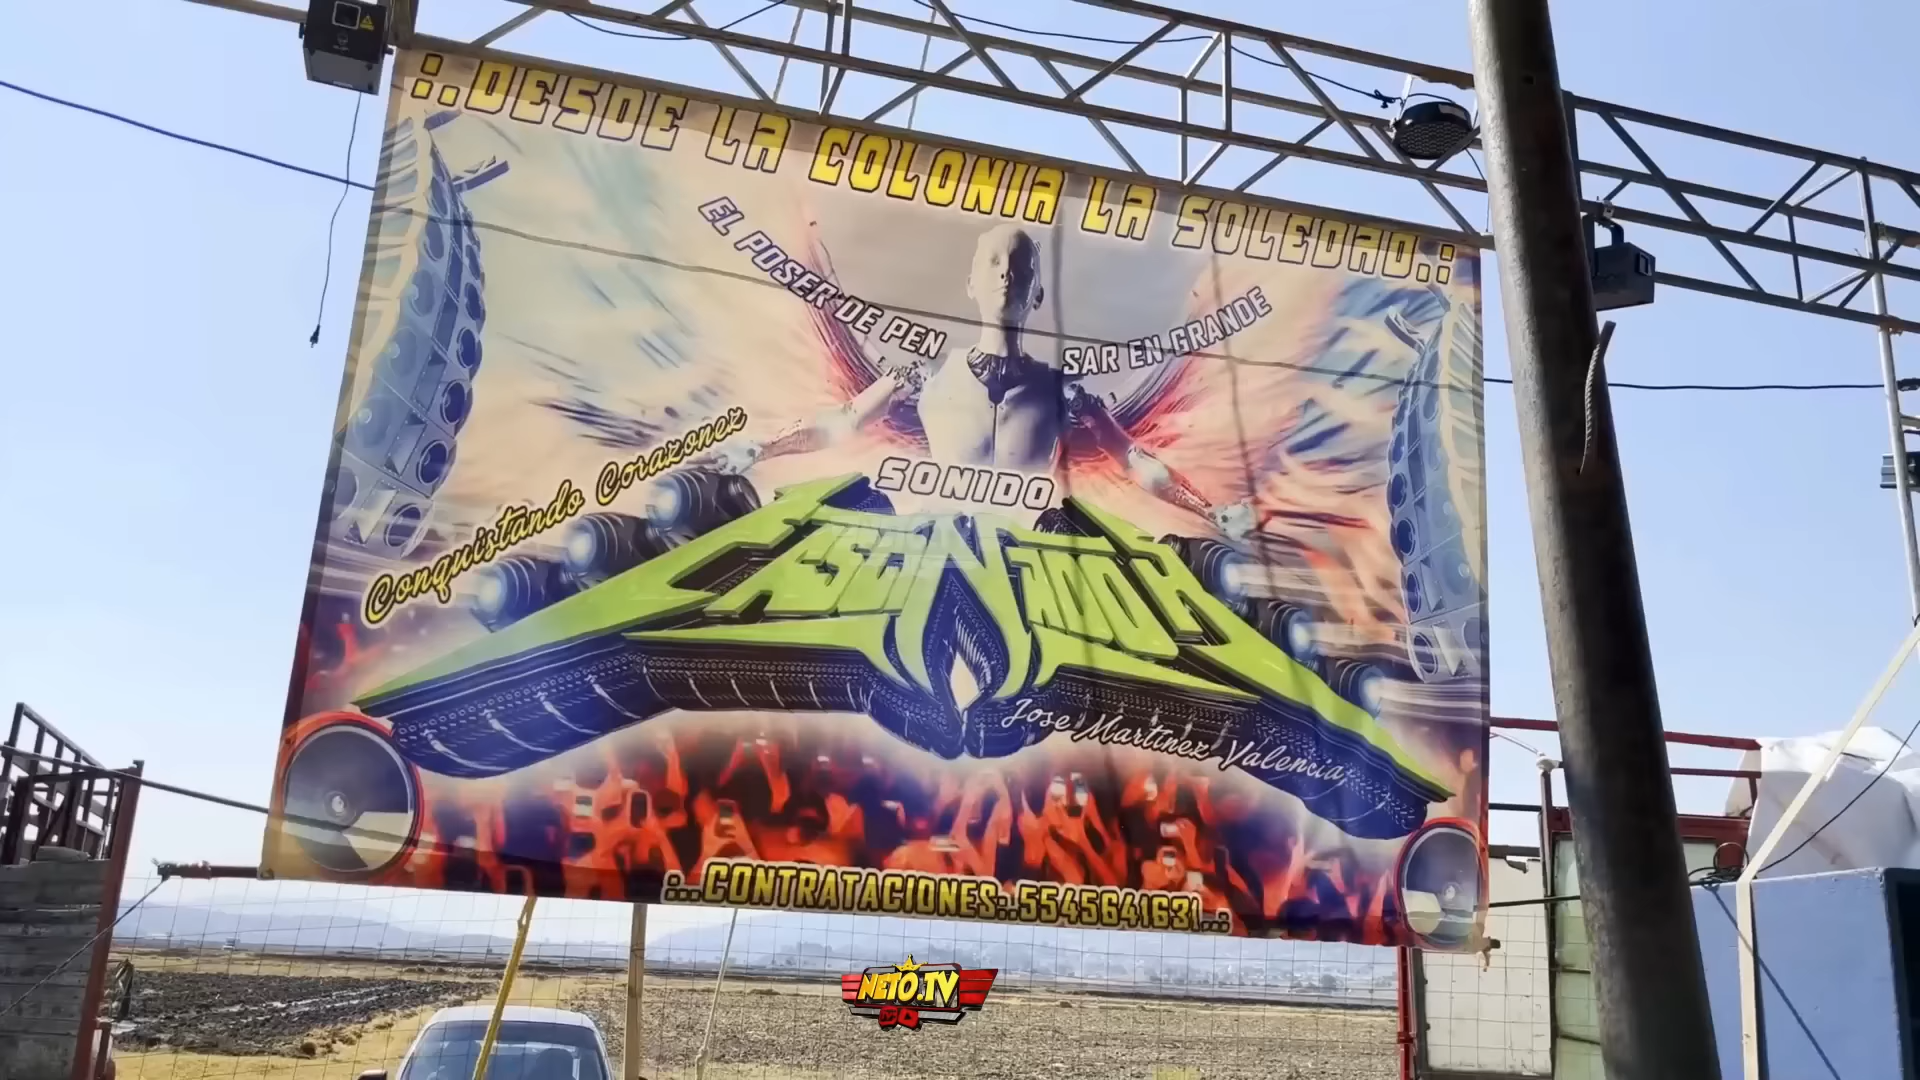 :.DESDE LA COLONIA LA SOLEDAD.:
EL POSER DE PEN
SAR EN GRANDE
Conquistando Corazonez
SONIDO
Jose Martinez Valencia
:..CONTRATACIONES:.5545641631..:
NETO.TV